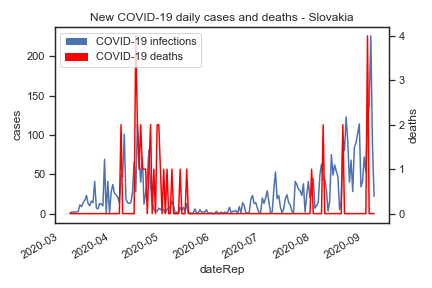 New COVID-19 daily cases and deaths - Slovakia
COVID-19 infections
COVID-19 deaths
200
150
100
50
0
cases
4
3
2
1
0
deaths
2020-03
2020-04
2020-05
2020-06
2020-07
2020-08
2020-09
dateRep